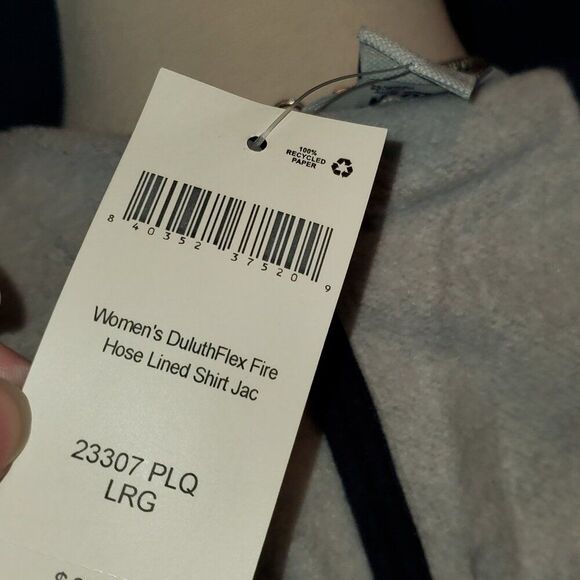 100%
RECYCLED
PAPER
8 40352 37520 9
Women's DuluthFlex Fire
Hose Lined Shirt Jac
23307 PLQ
LRG
$